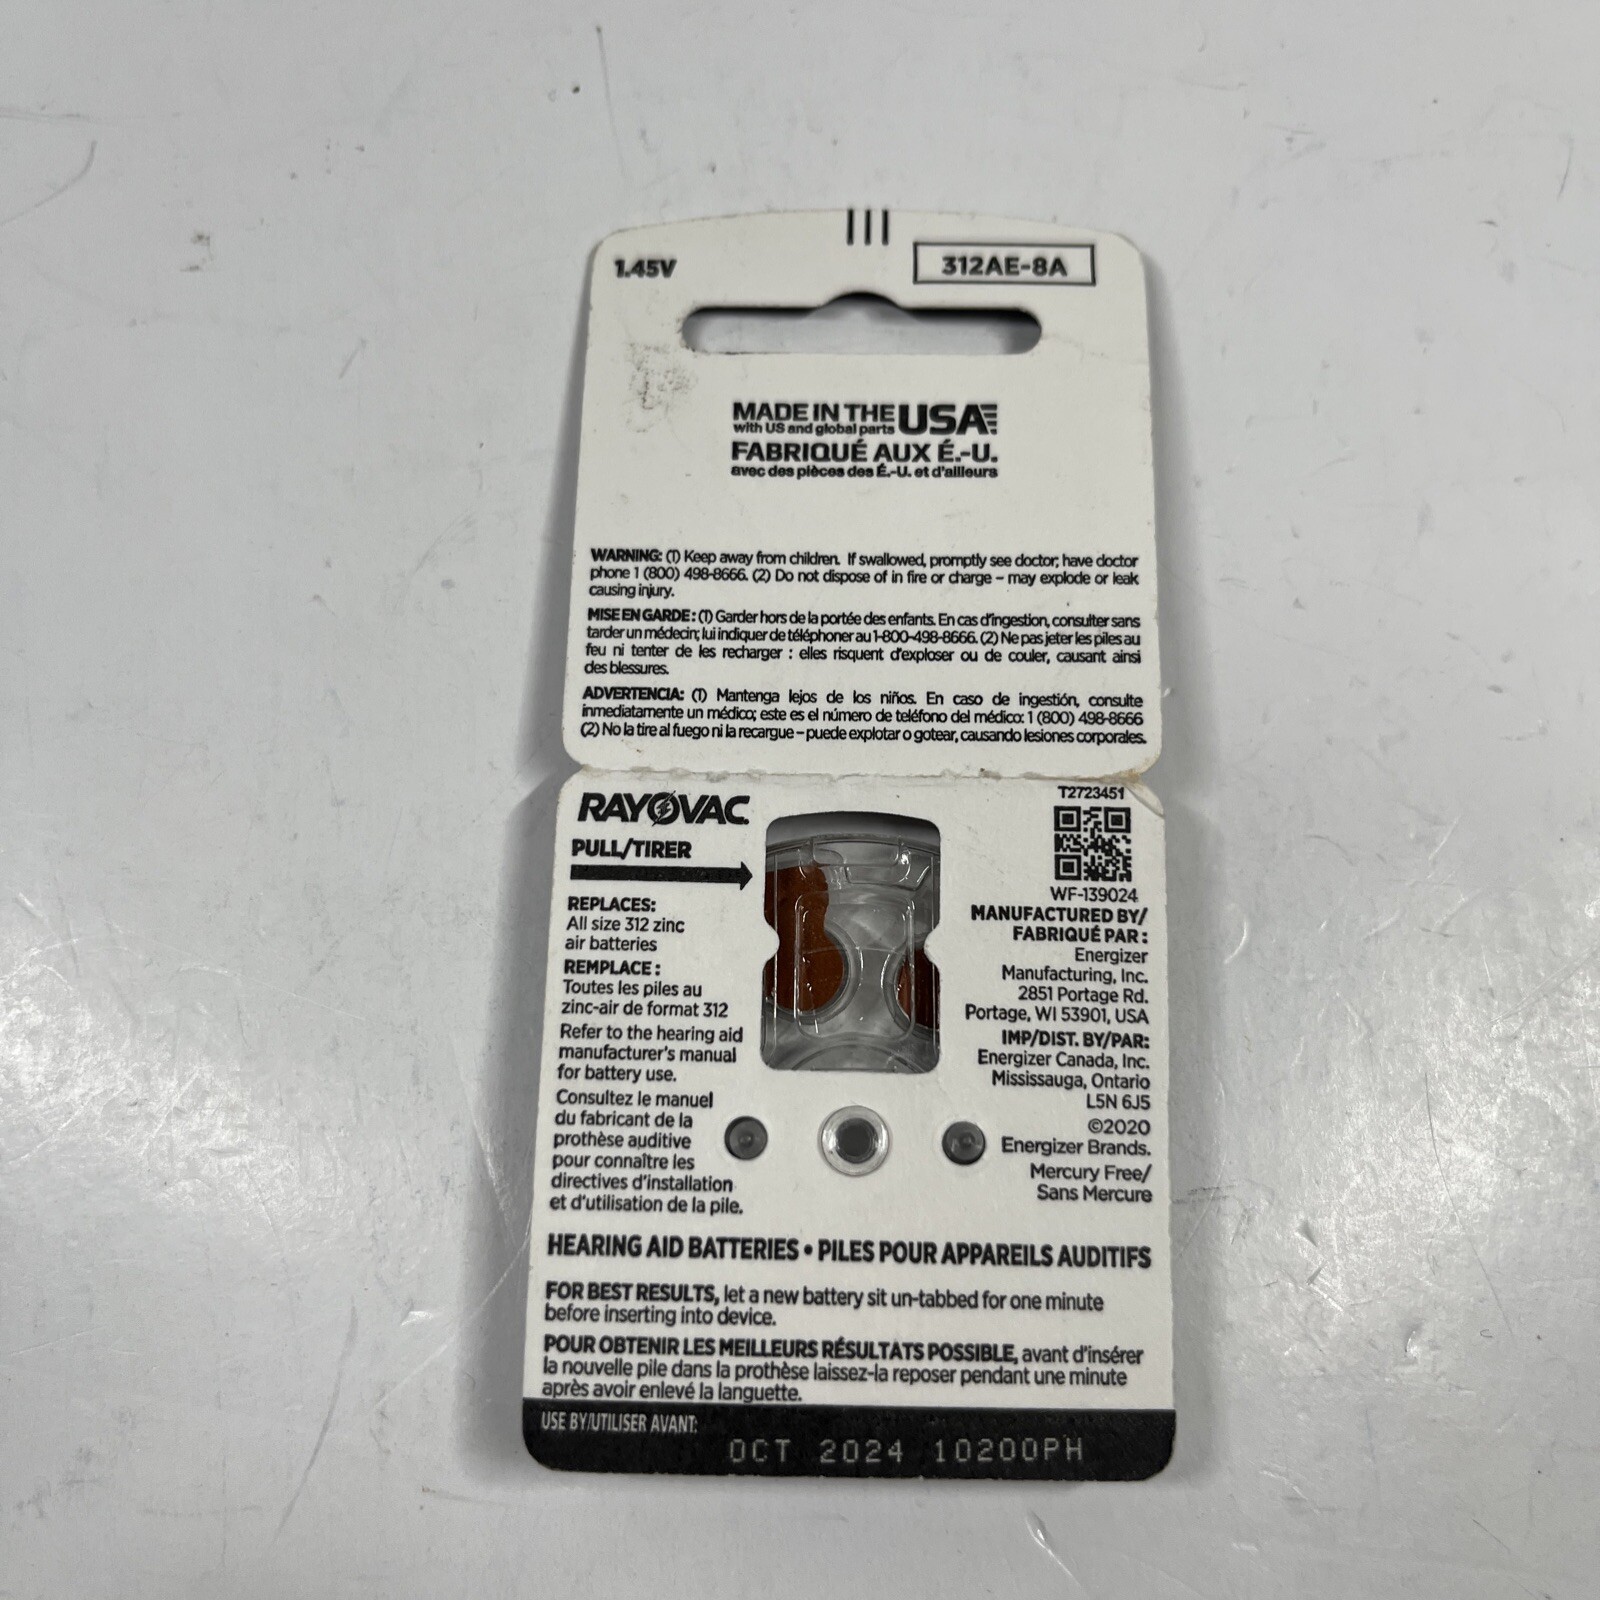 1.45V
312AE-8A
MADE IN THE USA
with US and global parts
FABRIQUÉ AUX É.-U.
avec des pièces des É.-U. et d'ailleurs
WARNING: (1) Keep away from children. If swallowed, promptly see doctor; have doctor
phone 1 (800) 498-8666. (2) Do not dispose of in fire or charge – may explode or leak
causing injury.
MISE EN GARDE : (1) Garder hors de la portée des enfants. En cas d'ingestion, consulter sans
tarder un médecin; lui indiquer de téléphoner au 1-800-498-8666. (2) Ne pas jeter les piles au
feu ni tenter de les recharger : elles risquent d'exploser ou de couler, causant ainsi
des blessures.
ADVERTENCIA: (1) Mantenga lejos de los niños. En caso de ingestión, consulte
inmediatamente un médico; este es el número de teléfono del médico: 1 (800) 498-8666
(2) No la tire al fuego ni la recargue – puede explotar o gotear, causando lesiones corporales.
RAYOVAC
PULL/TIRER
REPLACES:
All size 312 zinc
air batteries
REMPLACE :
Toutes les piles au
zinc-air de format 312
Refer to the hearing aid
manufacturer's manual
for battery use.
Consultez le manuel
du fabricant de la
prothèse auditive
pour connaître les
directives d'installation
et d'utilisation de la pile.
T2723451
WF-139024
MANUFACTURED BY/
FABRIQUÉ PAR :
Energizer
Manufacturing, Inc.
2851 Portage Rd.
Portage, WI 53901, USA
IMP/DIST. BY/PAR:
Energizer Canada, Inc.
Mississauga, Ontario
L5N 6J5
©2020
Energizer Brands.
Mercury Free/
Sans Mercure
HEARING AID BATTERIES • PILES POUR APPAREILS AUDITIFS
FOR BEST RESULTS, let a new battery sit un-tabbed for one minute
before inserting into device.
POUR OBTENIR LES MEILLEURS RÉSULTATS POSSIBLE, avant d'insérer
la nouvelle pile dans la prothèse laissez-la reposer pendant une minute
après avoir enlevé la languette.
USE BY/UTILISER AVANT:
OCT 2024 10200PH